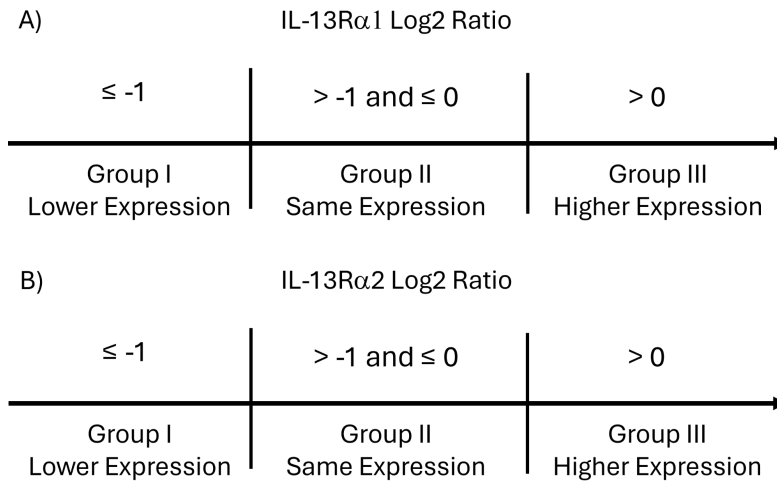 A) IL-13Rα1 Log2 Ratio
≤ -1 > -1 and ≤ 0 > 0
Group I Group II Group III
Lower Expression Same Expression Higher Expression
B) IL-13Rα2 Log2 Ratio
≤ -1 > -1 and ≤ 0 > 0
Group I Group II Group III
Lower Expression Same Expression Higher Expression